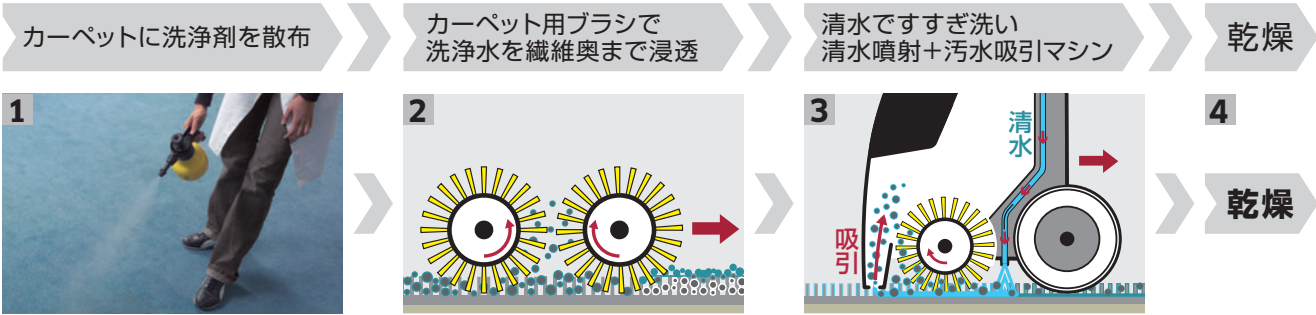 カーペットに洗浄剤を散布
カーペット用ブラシで
洗浄水を繊維奥まで浸透
清水ですすぎ洗い
清水噴射＋汚水吸引マシン
乾燥
1
2
3
清水
吸引
4
乾燥